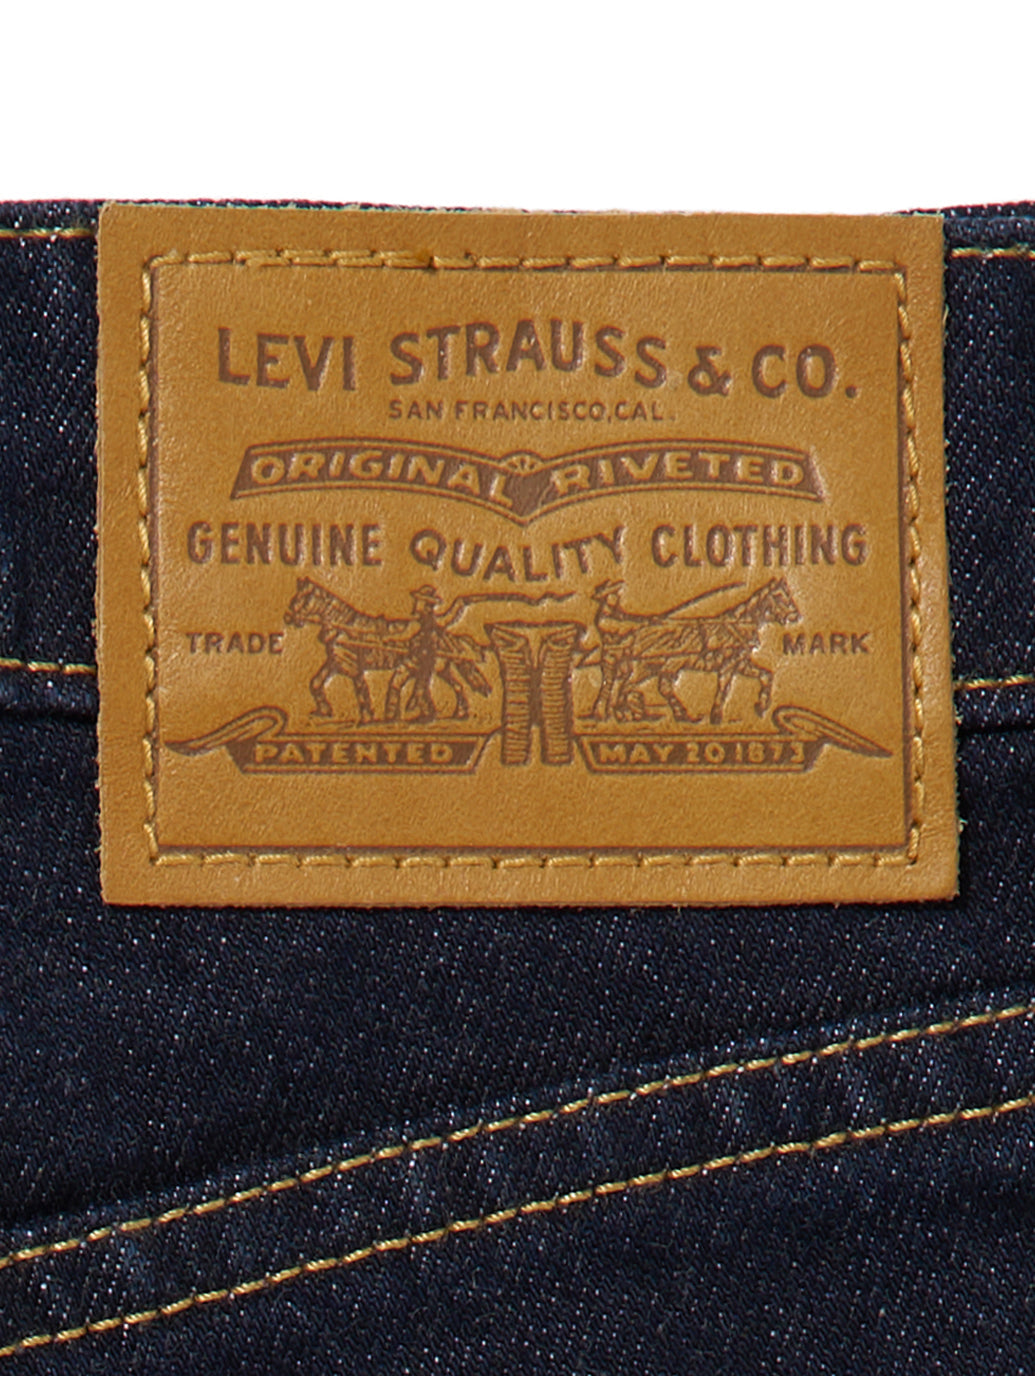 LEVI STRAUSS & CO.
SAN FRANCISCO, CAL.
ORIGINAL RIVETED
GENUINE QUALITY CLOTHING
TRADE MARK
PATENTED MAY 20 1873